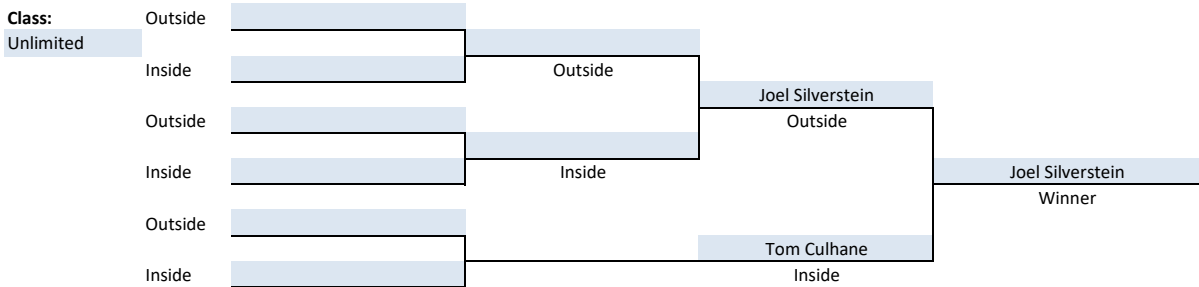 Class: Outside
Unlimited
Inside Outside
Joel Silverstein
Outside Outside
Inside Inside Joel Silverstein
Winner
Outside
Tom Culhane
Inside Inside